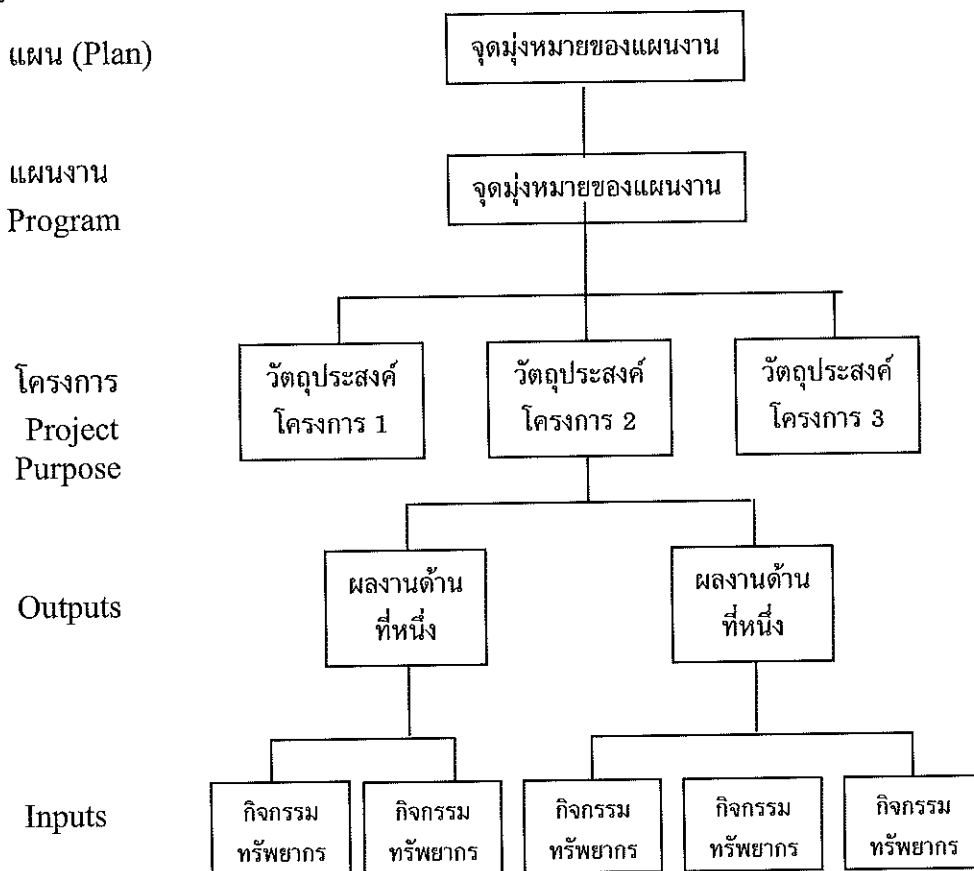 แผน (Plan)
จุดมุ่งหมายของแผนงาน
แผนงาน
Program
จุดมุ่งหมายของแผนงาน
โครงการ
Project
Purpose
วัตถุประสงค์
โครงการ 1
วัตถุประสงค์
โครงการ 2
วัตถุประสงค์
โครงการ 3
Outputs
ผลงานด้าน
ที่หนึ่ง
ผลงานด้าน
ที่หนึ่ง
Inputs
กิจกรรม
ทรัพยากร
กิจกรรม
ทรัพยากร
กิจกรรม
ทรัพยากร
กิจกรรม
ทรัพยากร
กิจกรรม
ทรัพยากร